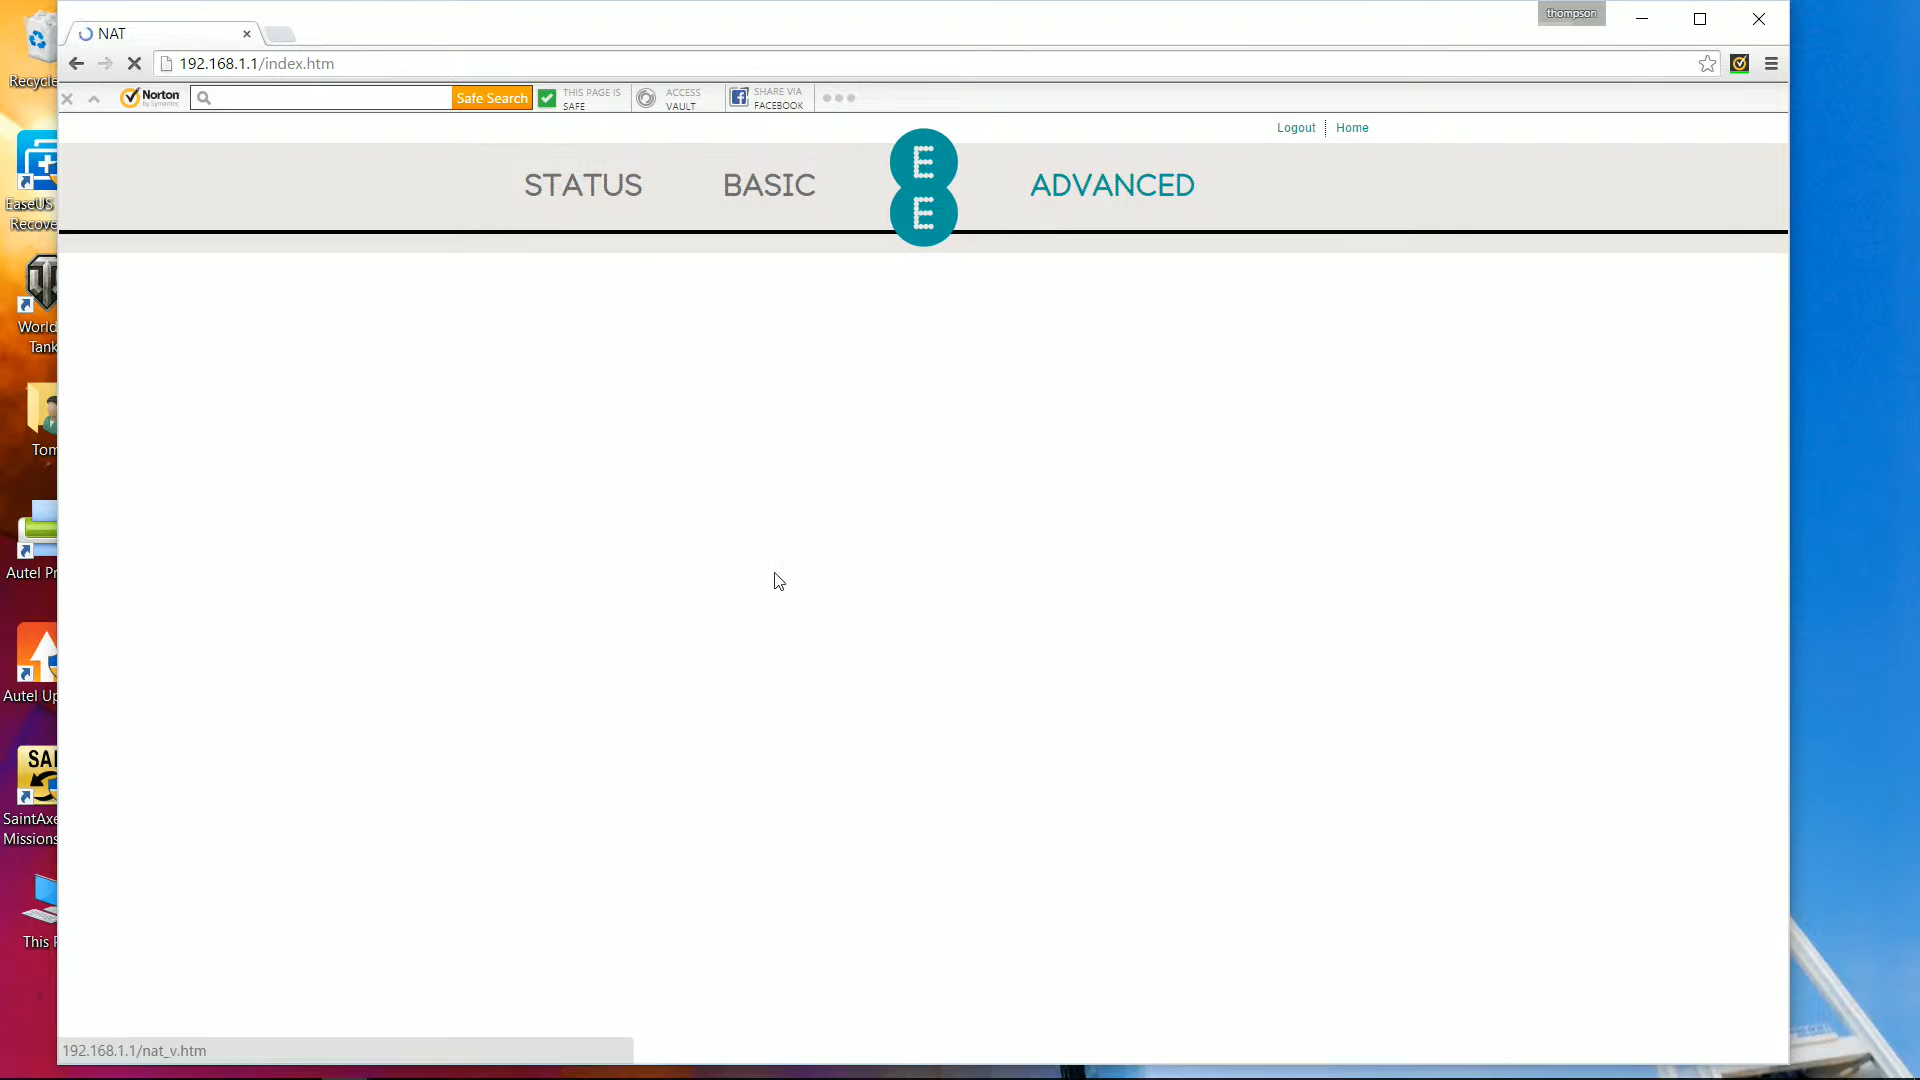 thompson
NAT
192.168.1.1/index.htm
Norton
by Symantec
Safe Search
THIS PAGE IS
SAFE
ACCESS
VAULT
SHARE VIA
FACEBOOK
Logout
Home
STATUS
BASIC
E
E
ADVANCED
Recycle
EaseUS
Recove
World
Tank
Tom
Autel Pr
Autel Up
SAI
SaintAxe
Missions
This P
192.168.1.1/nat_v.htm